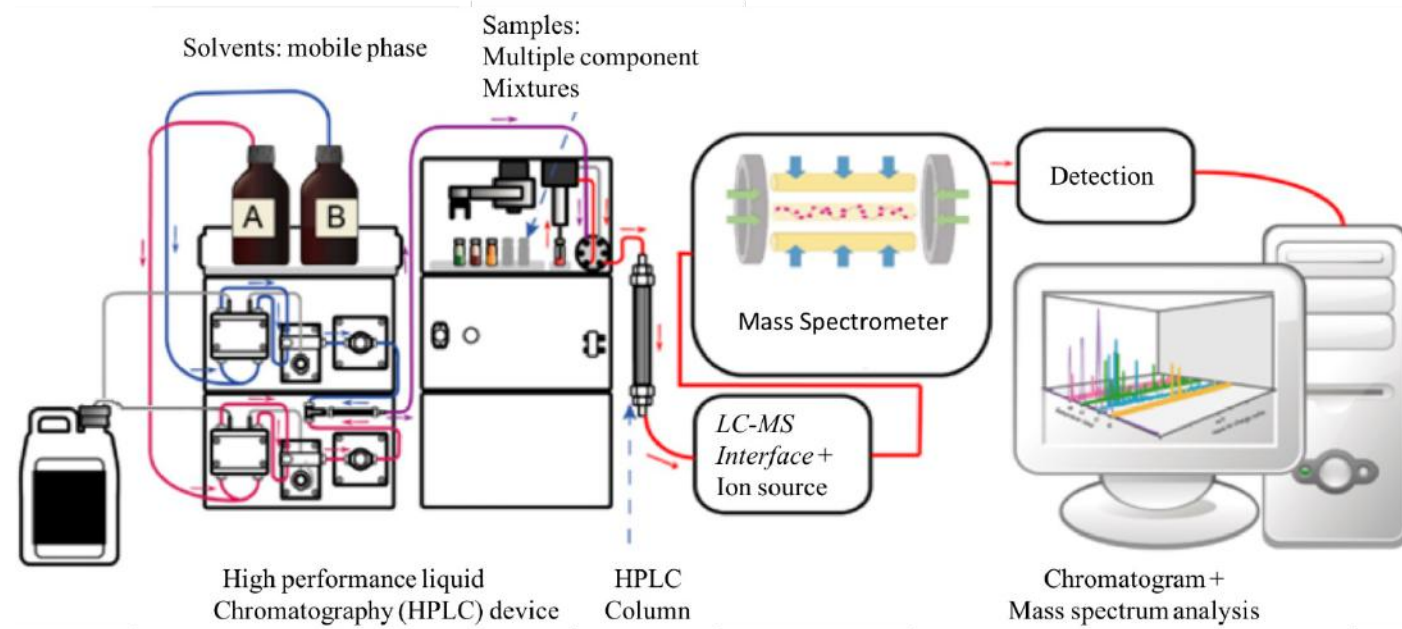 Solvents: mobile phase
Samples:
Multiple component
Mixtures
A
B
Mass Spectrometer
Detection
LC-MS
Interface +
Ion source
High performance liquid
Chromatography (HPLC) device
HPLC
Column
Chromatogram +
Mass spectrum analysis